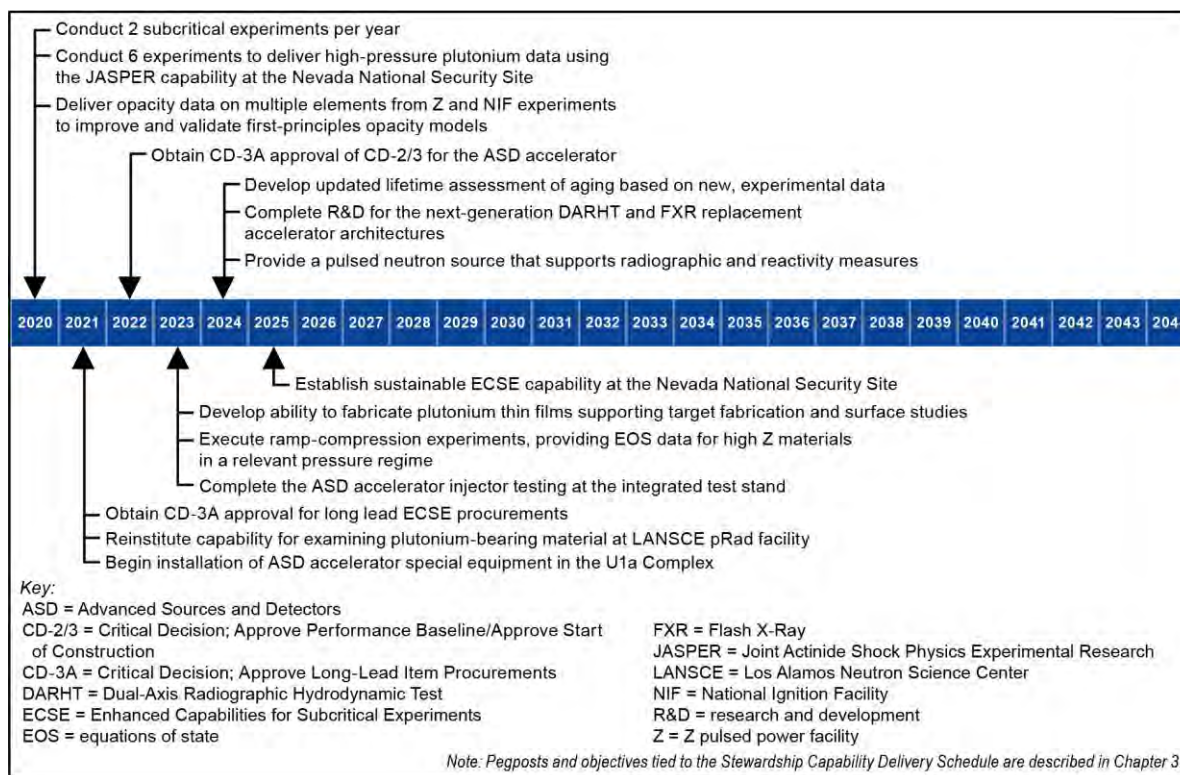 Conduct 2 subcritical experiments per year
Conduct 6 experiments to deliver high-pressure plutonium data using
the JASPER capability at the Nevada National Security Site
Deliver opacity data on multiple elements from Z and NIF experiments
to improve and validate first-principles opacity models
Obtain CD-3A approval of CD-2/3 for the ASD accelerator
Develop updated lifetime assessment of aging based on new, experimental data
Complete R&D for the next-generation DARHT and FXR replacement
accelerator architectures
Provide a pulsed neutron source that supports radiographic and reactivity measures
2020 2021 2022 2023 2024 2025 2026 2027 2028 2029 2030 2031 2032 2033 2034 2035 2036 2037 2038 2039 2040 2041 2042 2043 204
Establish sustainable ECSE capability at the Nevada National Security Site
Develop ability to fabricate plutonium thin films supporting target fabrication and surface studies
Execute ramp-compression experiments, providing EOS data for high Z materials
in a relevant pressure regime
Complete the ASD accelerator injector testing at the integrated test stand
Obtain CD-3A approval for long lead ECSE procurements
Reinstitute capability for examining plutonium-bearing material at LANSCE pRad facility
Begin installation of ASD accelerator special equipment in the U1a Complex
Key:
ASD = Advanced Sources and Detectors
CD-2/3 = Critical Decision; Approve Performance Baseline/Approve Start
of Construction
CD-3A = Critical Decision; Approve Long-Lead Item Procurements
DARHT = Dual-Axis Radiographic Hydrodynamic Test
ECSE = Enhanced Capabilities for Subcritical Experiments
EOS = equations of state
FXR = Flash X-Ray
JASPER = Joint Actinide Shock Physics Experimental Research
LANSCE = Los Alamos Neutron Science Center
NIF = National Ignition Facility
R&D = research and development
Z = Z pulsed power facility
Note: Pegposts and objectives tied to the Stewardship Capability Delivery Schedule are described in Chapter 3